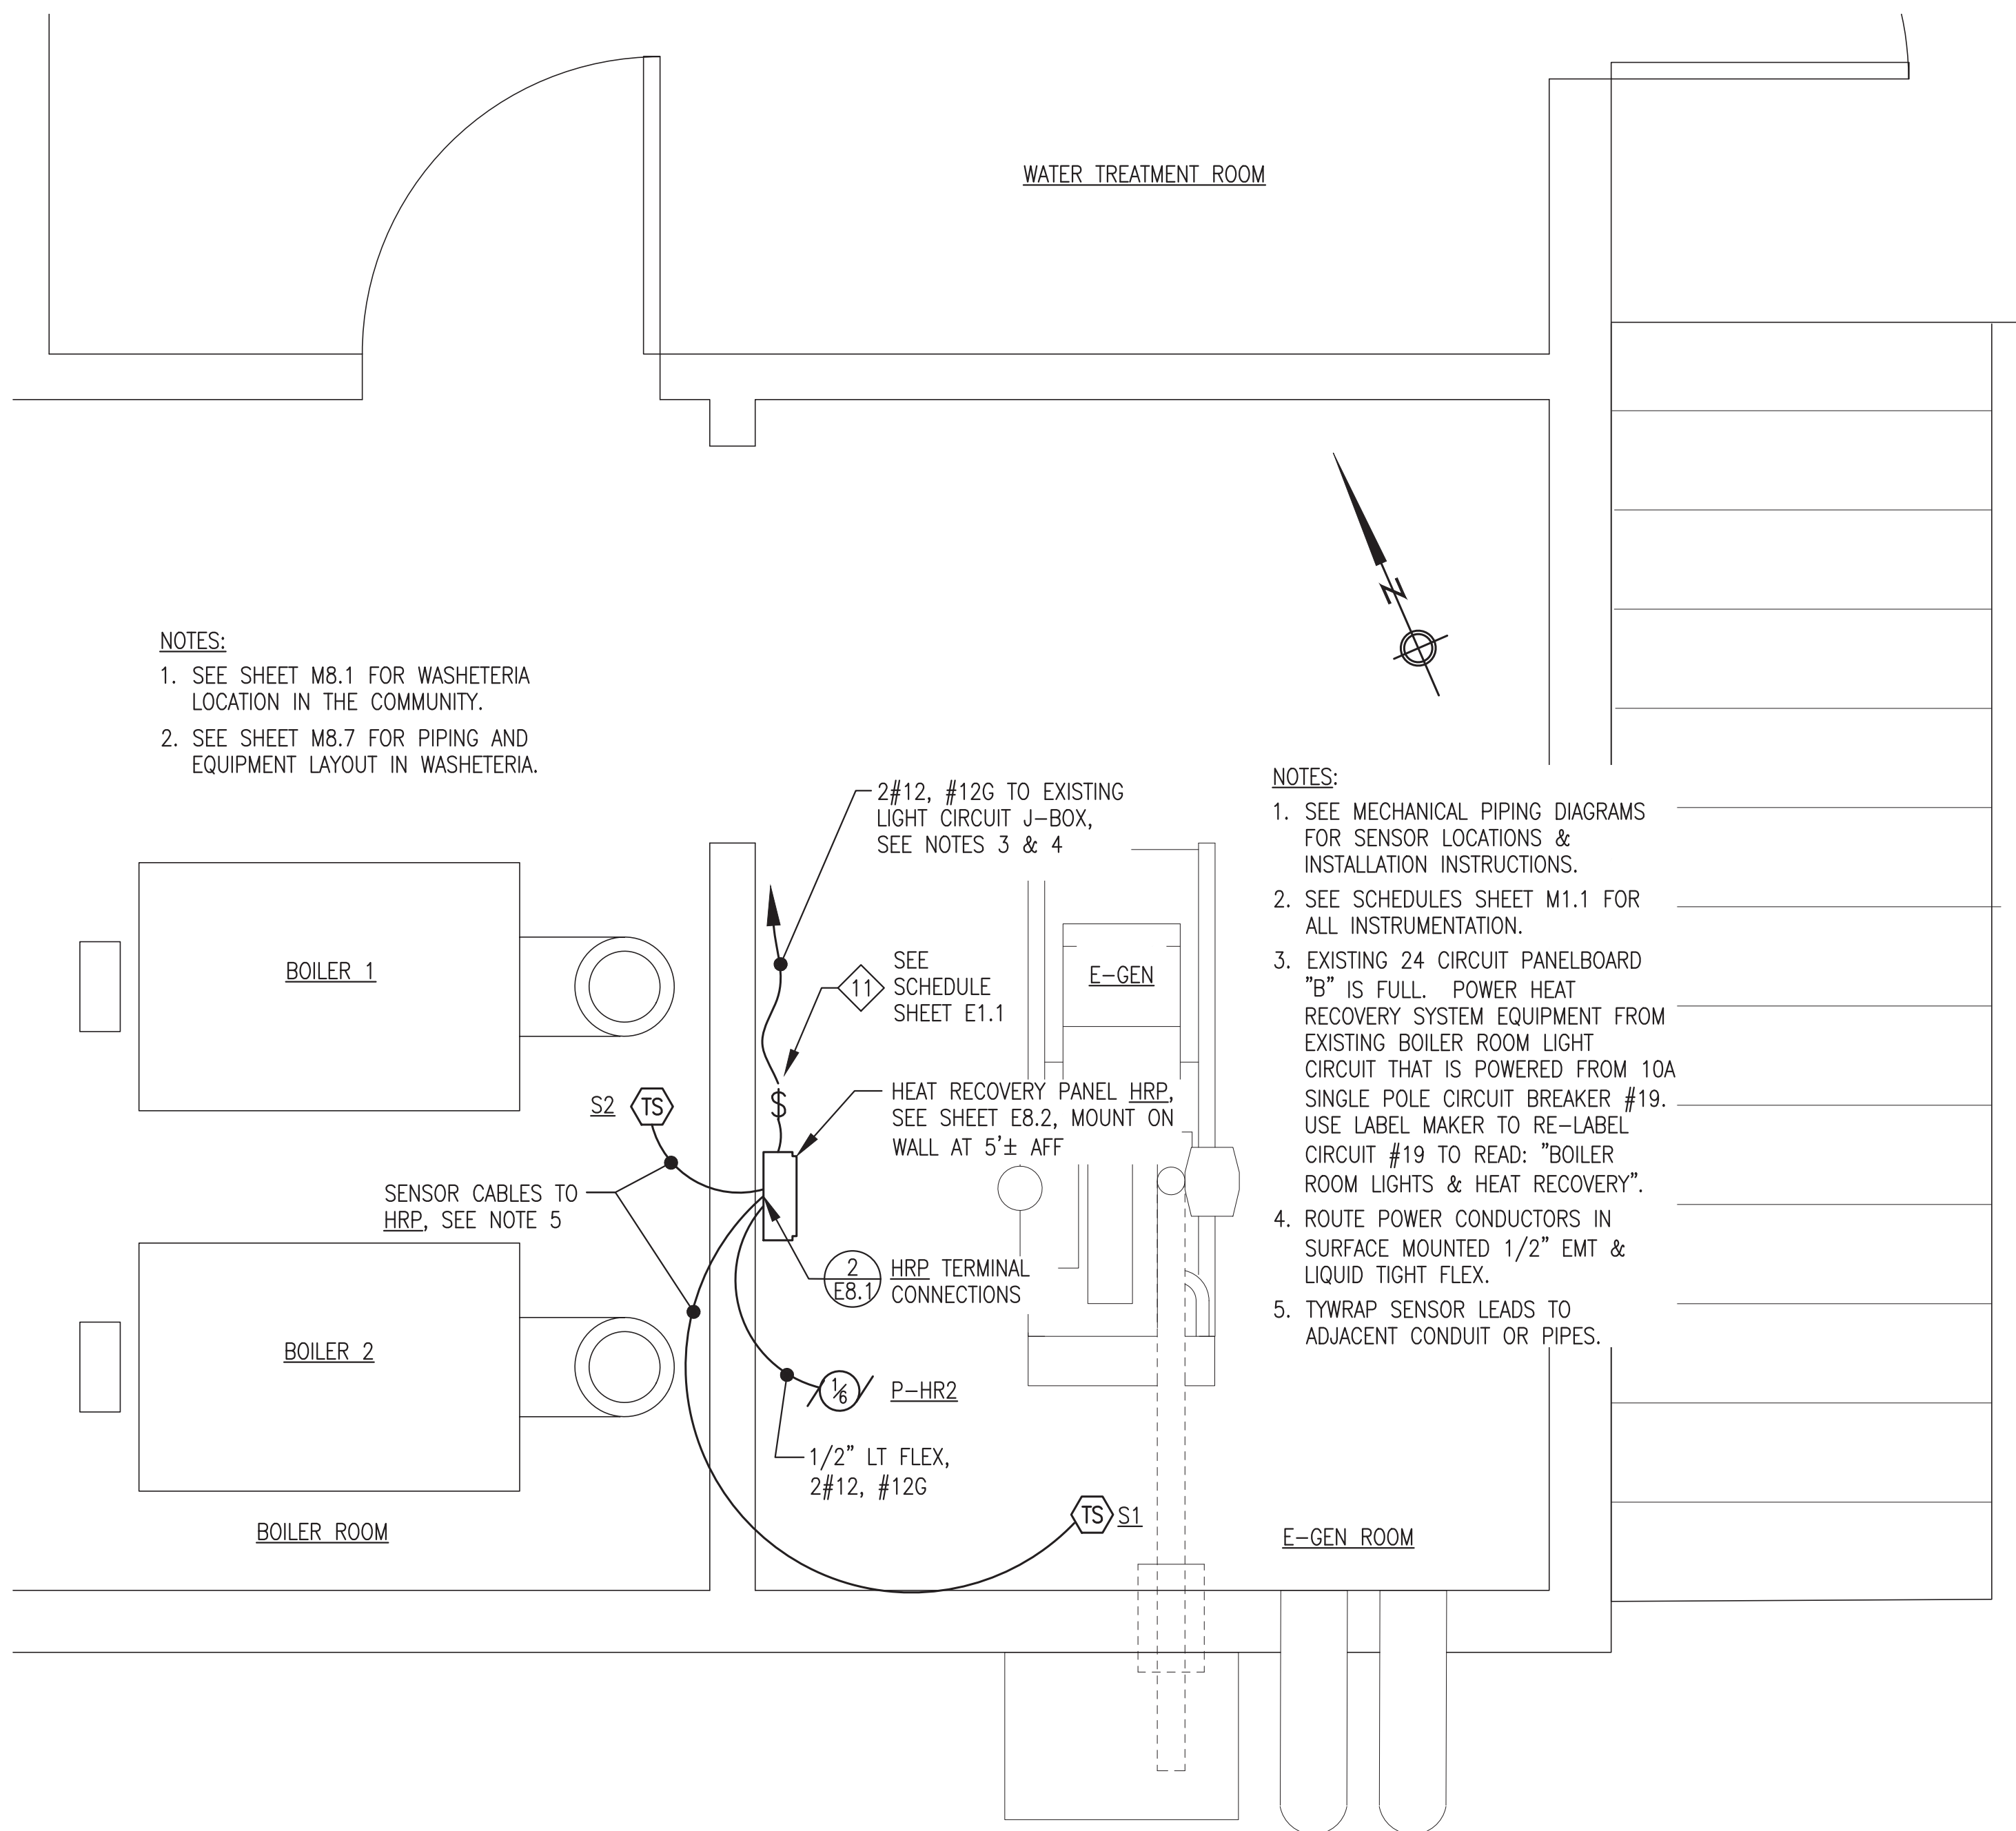 WATER TREATMENT ROOM
N
NOTES:
1. SEE SHEET M8.1 FOR WASHETERIA
LOCATION IN THE COMMUNITY.
2. SEE SHEET M8.7 FOR PIPING AND
EQUIPMENT LAYOUT IN WASHETERIA.
2#12, #12G TO EXISTING
LIGHT CIRCUIT J-BOX,
SEE NOTES 3 & 4
NOTES:
1. SEE MECHANICAL PIPING DIAGRAMS
FOR SENSOR LOCATIONS &
INSTALLATION INSTRUCTIONS.
2. SEE SCHEDULES SHEET M1.1 FOR
ALL INSTRUMENTATION.
3. EXISTING 24 CIRCUIT PANELBOARD
"B" IS FULL. POWER HEAT
RECOVERY SYSTEM EQUIPMENT FROM
EXISTING BOILER ROOM LIGHT
CIRCUIT THAT IS POWERED FROM 10A
SINGLE POLE CIRCUIT BREAKER #19.
USE LABEL MAKER TO RE-LABEL
CIRCUIT #19 TO READ: "BOILER
ROOM LIGHTS & HEAT RECOVERY".
4. ROUTE POWER CONDUCTORS IN
SURFACE MOUNTED 1/2" EMT &
LIQUID TIGHT FLEX.
5. TYWRAP SENSOR LEADS TO
ADJACENT CONDUIT OR PIPES.
BOILER 1
11
SEE
SCHEDULE
SHEET E1.1
E-GEN
S2
TS
$
HEAT RECOVERY PANEL HRP,
SEE SHEET E8.2, MOUNT ON
WALL AT 5'± AFF
SENSOR CABLES TO
HRP, SEE NOTE 5
2
E8.1
HRP TERMINAL
CONNECTIONS
BOILER 2
1/6
P-HR2
1/2" LT FLEX,
2#12, #12G
TS S1
BOILER ROOM
E-GEN ROOM